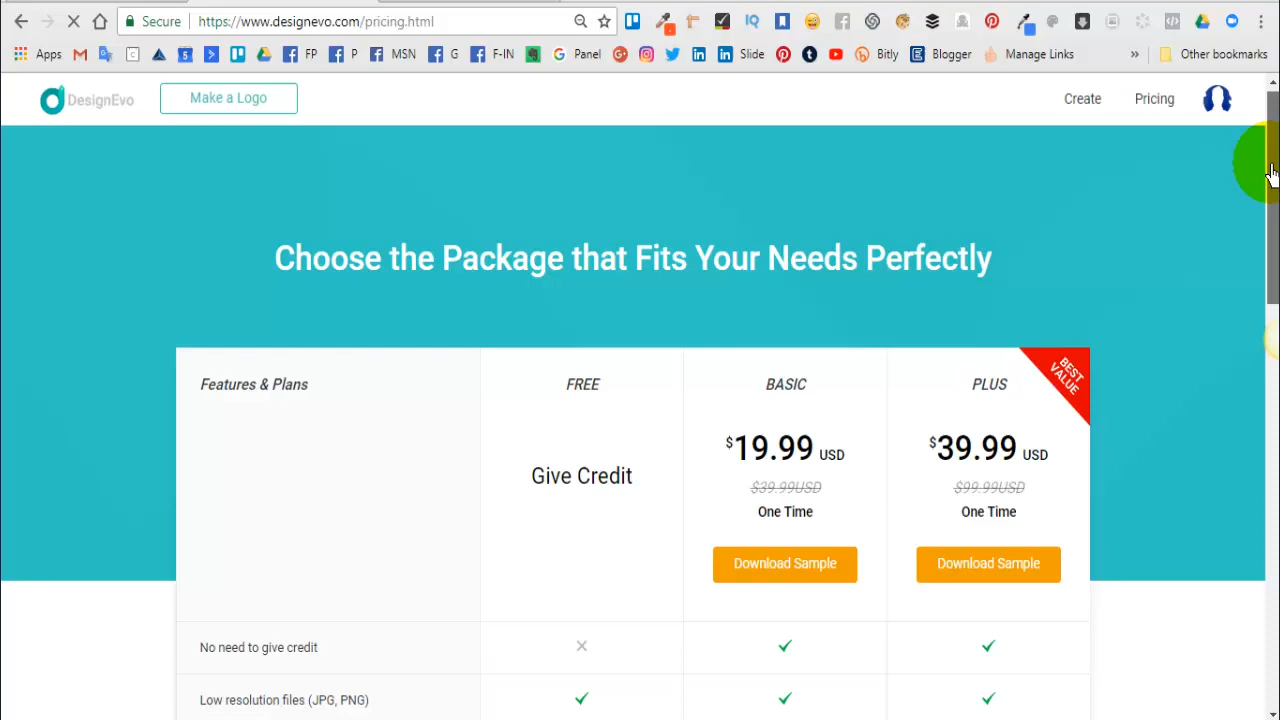 Secure https://www.designevo.com/pricing.html
Apps FP P MSN G F-IN Panel Slide Bitly Blogger Manage Links » Other bookmarks
DesignEvo Make a Logo Create Pricing
Choose the Package that Fits Your Needs Perfectly
Features & Plans FREE BASIC PLUS BEST VALUE
Give Credit $19.99 USD $39.99 USD
$39.99USD $99.99USD
One Time One Time
Download Sample Download Sample
No need to give credit
Low resolution files (JPG, PNG)